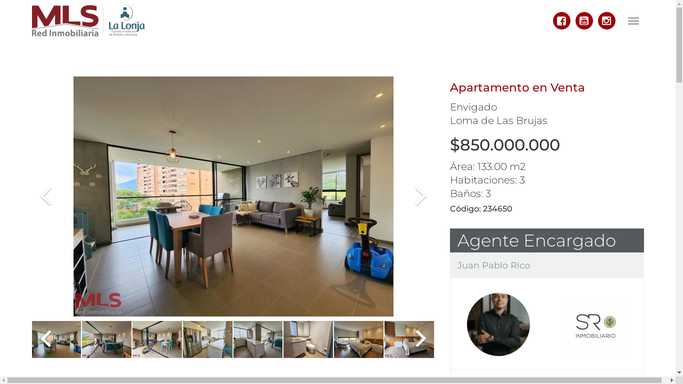 MLS
Red Inmobiliaria
La Lonja
Apartamento en Venta
Envigado
Loma de Las Brujas
$850.000.000
Área: 133.00 m2
Habitaciones: 3
Baños: 3
Código: 234650
Agente Encargado
Juan Pablo Rico
MLS
SR
INMOBILIARIO
MLS